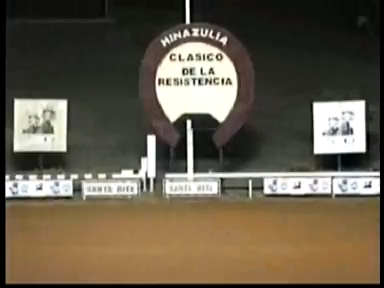 HINAZULIA
CLASICO
DE LA
RESISTENCIA
SANTA RITA
SANTA RITA